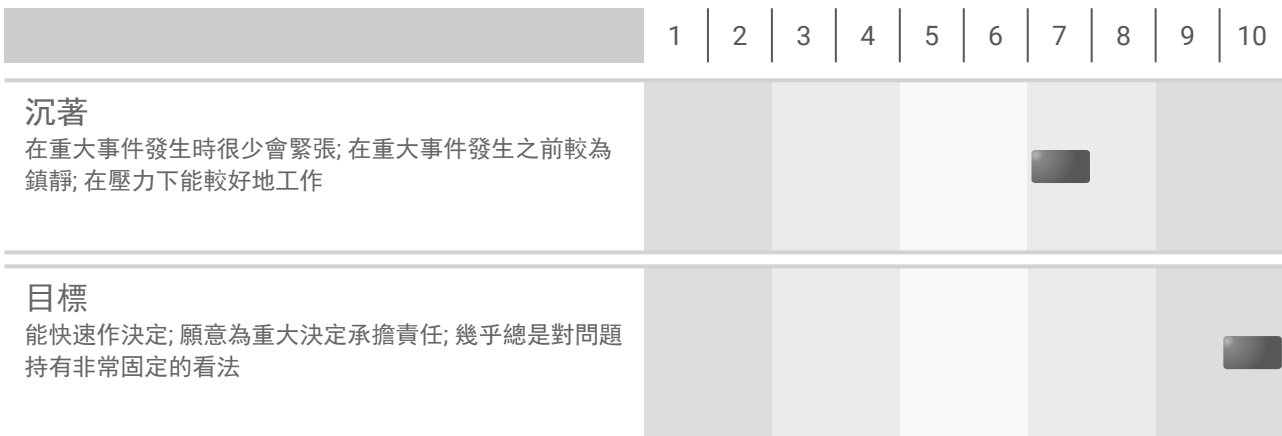 1 2 3 4 5 6 7 8 9 10
沉著
在重大事件發生時很少會緊張; 在重大事件發生之前較為
鎮靜; 在壓力下能較好地工作
目標
能快速作決定; 願意為重大決定承擔責任; 幾乎總是對問題
持有非常固定的看法